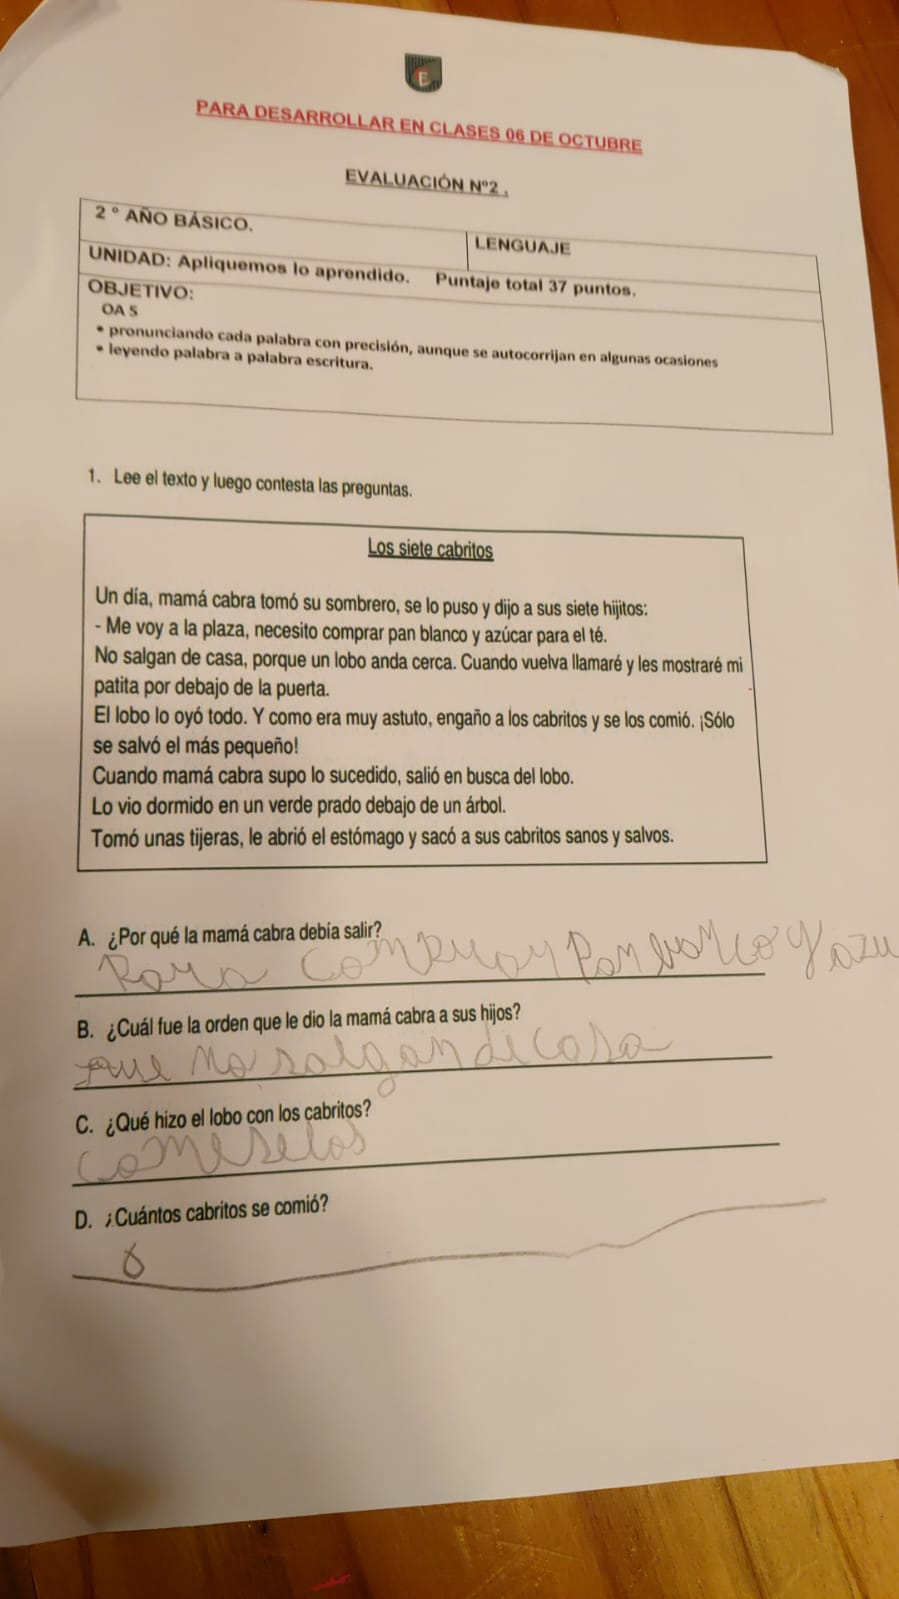 E
PARA DESARROLLAR EN CLASES 06 DE OCTUBRE
EVALUACIÓN Nº2 .
2 ° AÑO BÁSICO.
LENGUAJE
UNIDAD: Apliquemos lo aprendido. Puntaje total 37 puntos.
OBJETIVO:
OA 5
• pronunciando cada palabra con precisión, aunque se autocorrijan en algunas ocasiones
• leyendo palabra a palabra escritura.
1. Lee el texto y luego contesta las preguntas.
Los siete cabritos
Un día, mamá cabra tomó su sombrero, se lo puso y dijo a sus siete hijitos:
- Me voy a la plaza, necesito comprar pan blanco y azúcar para el té.
No salgan de casa, porque un lobo anda cerca. Cuando vuelva llamaré y les mostraré mi
patita por debajo de la puerta.
El lobo lo oyó todo. Y como era muy astuto, engaño a los cabritos y se los comió. ¡Sólo
se salvó el más pequeño!
Cuando mamá cabra supo lo sucedido, salió en busca del lobo.
Lo vio dormido en un verde prado debajo de un árbol.
Tomó unas tijeras, le abrió el estómago y sacó a sus cabritos sanos y salvos.
A. ¿Por qué la mamá cabra debía salir?
Para pan y azu
B. ¿Cuál fue la orden que le dio la mamá cabra a sus hijos?
que no salgan de casa
C. ¿Qué hizo el lobo con los cabritos?
comeselos
D. ¿Cuántos cabritos se comió?
6